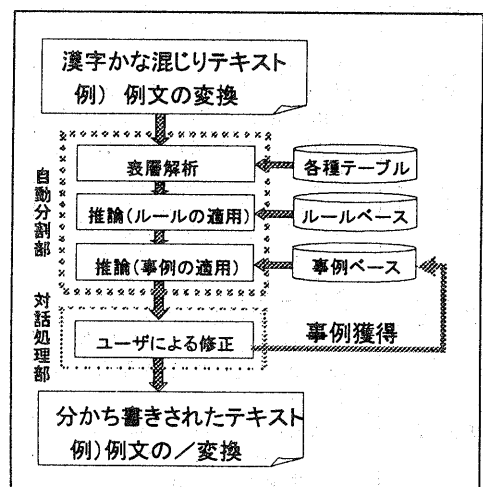 漢字かな混じりテキスト
例) 例文の変換
自動分割部
表層解析
各種テーブル
推論(ルールの適用)
ルールベース
推論(事例の適用)
事例ベース
対話処理部
ユーザによる修正
事例獲得
分かち書きされたテキスト
例)例文の／変換